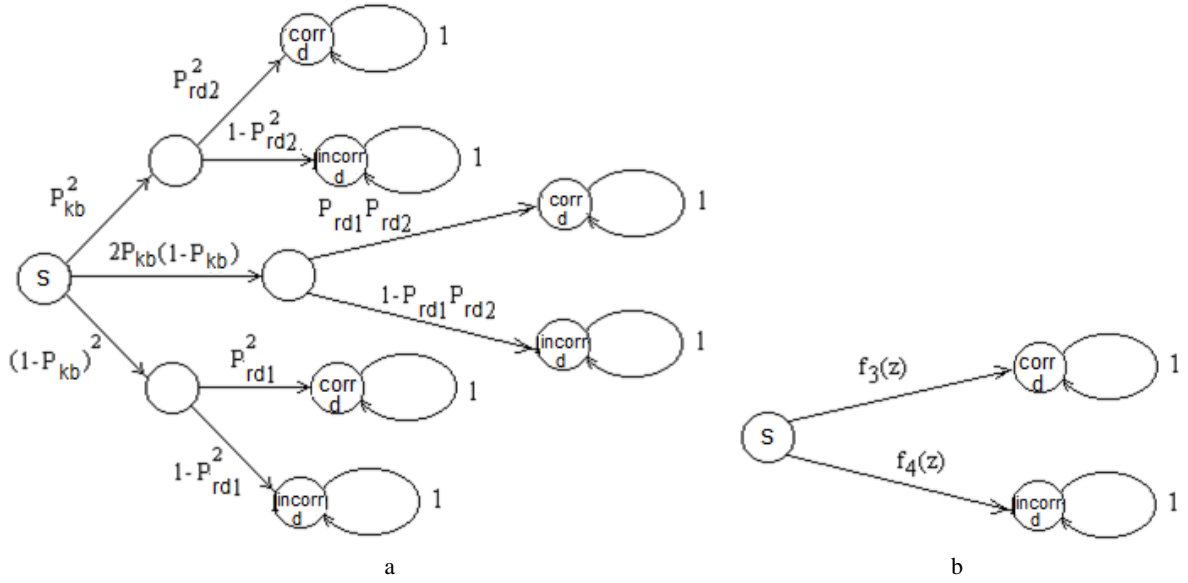 corr
d
1
P²rd2
1-P²rd2
incorr
d
1
P²kb
Prd1Prd2
corr
d
1
S
2Pkb(1-Pkb)
1-Prd1Prd2
incorr
d
1
(1-Pkb)²
P²rd1
corr
d
1
1-P²rd1
incorr
d
1
f3(z)
corr
d
1
S
f4(z)
incorr
d
1
a
b